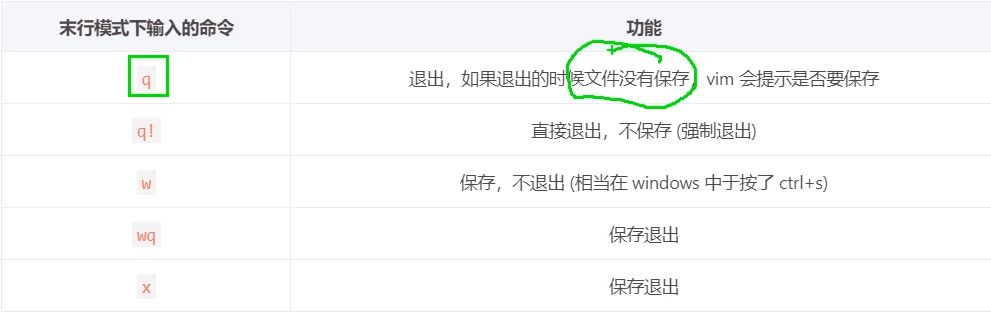 末行模式下输入的命令 功能
q 退出，如果退出的时候文件没有保存，vim 会提示是否要保存
q! 直接退出，不保存 (强制退出)
w 保存，不退出 (相当在 windows 中于按了 ctrl+s)
wq 保存退出
x 保存退出